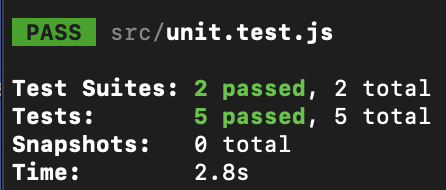 PASS src/unit.test.js
Test Suites: 2 passed, 2 total
Tests: 5 passed, 5 total
Snapshots: 0 total
Time: 2.8s